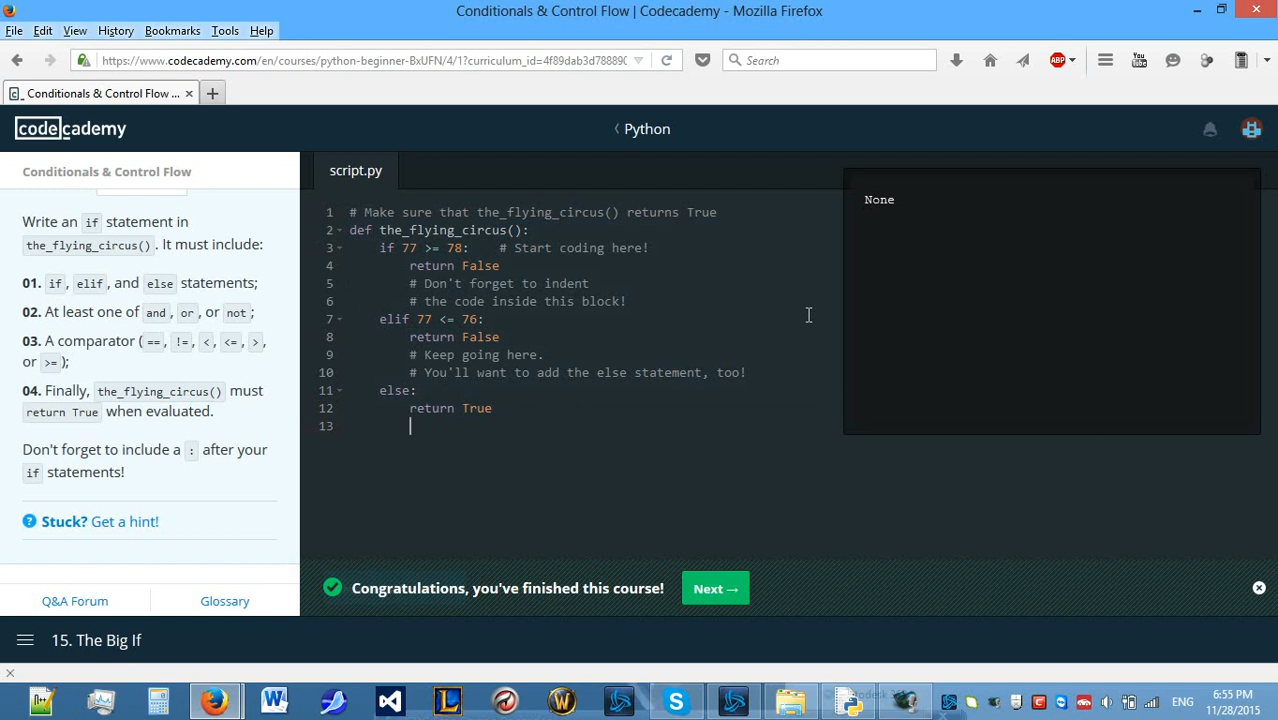 Conditionals & Control Flow | Codecademy - Mozilla Firefox
File Edit View History Bookmarks Tools Help
https://www.codecademy.com/en/courses/python-beginner-BxUFN/4/1?curriculum_id=4f89dab3d78889(
Search
ABP
You Tube
Conditionals & Control Flow ...
codecademy
Python
Conditionals & Control Flow
Write an if statement in
the_flying_circus(). It must include:
01. if, elif, and else statements;
02. At least one of and, or, or not;
03. A comparator (==, !=, <, <=, >,
or >=);
04. Finally, the_flying_circus() must
return True when evaluated.
Don't forget to include a : after your
if statements!
? Stuck? Get a hint!
Q&A Forum Glossary
script.py
1 # Make sure that the_flying_circus() returns True
2 def the_flying_circus():
3 if 77 >= 78: # Start coding here!
4 return False
5 # Don't forget to indent
6 # the code inside this block!
7 elif 77 <= 76:
8 return False
9 # Keep going here.
10 # You'll want to add the else statement, too!
11 else:
12 return True
13
None
Congratulations, you've finished this course!
Next →
15. The Big If
ENG
6:55 PM
11/28/2015